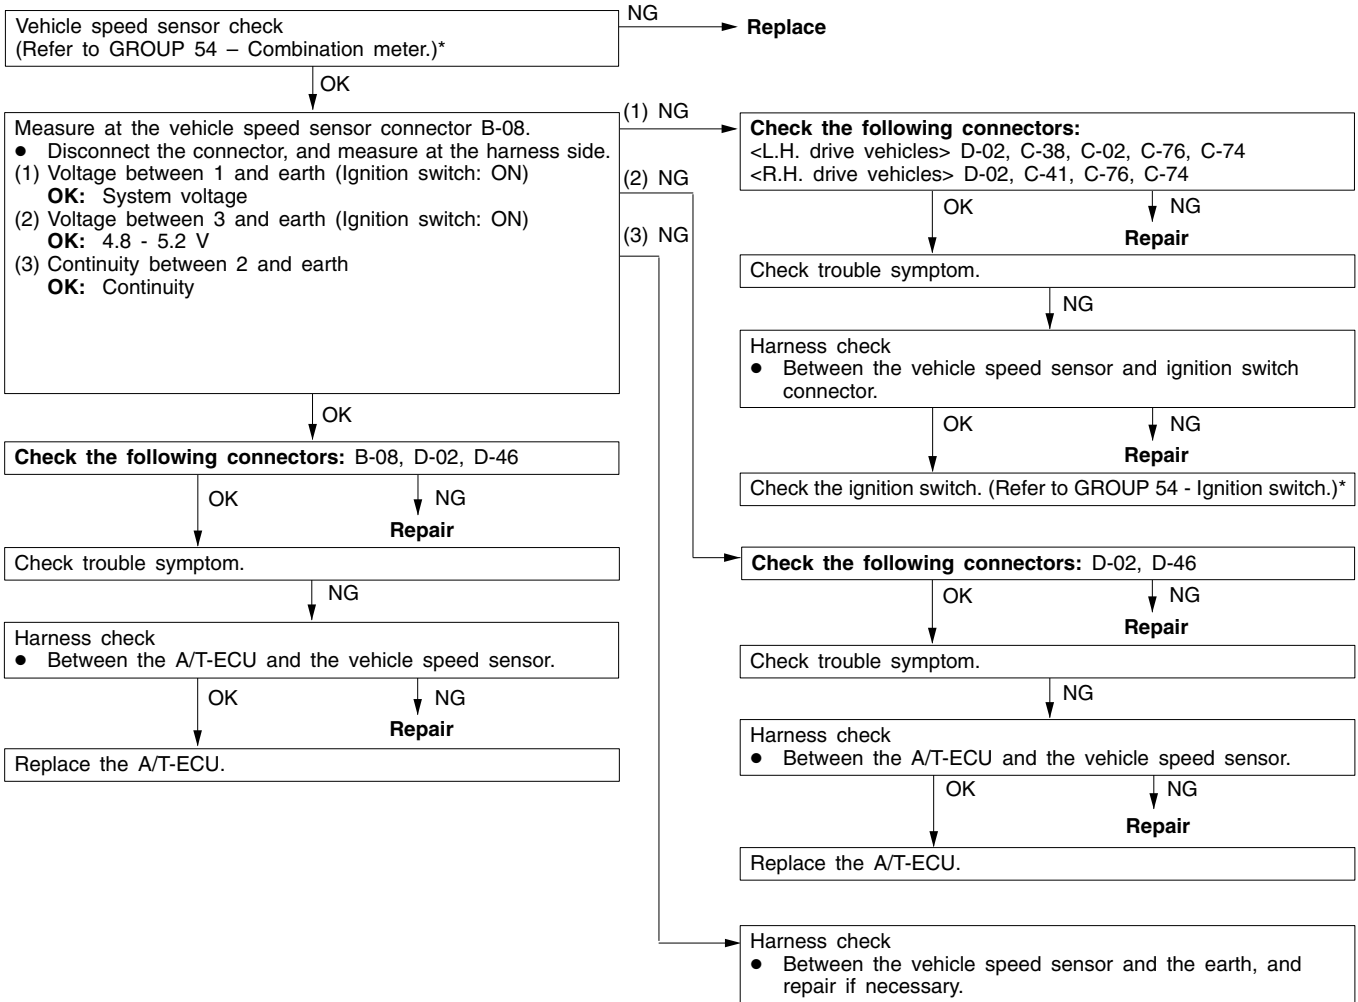 Vehicle speed sensor check
(Refer to GROUP 54 – Combination meter.)*
NG
Replace
OK
Measure at the vehicle speed sensor connector B-08.
● Disconnect the connector, and measure at the harness side.
(1) Voltage between 1 and earth (Ignition switch: ON)
OK: System voltage
(2) Voltage between 3 and earth (Ignition switch: ON)
OK: 4.8 - 5.2 V
(3) Continuity between 2 and earth
OK: Continuity
(1) NG
(2) NG
(3) NG
OK
Check the following connectors: B-08, D-02, D-46
OK
NG
Repair
Check trouble symptom.
NG
Harness check
● Between the A/T-ECU and the vehicle speed sensor.
OK
NG
Repair
Replace the A/T-ECU.
Check the following connectors:
<L.H. drive vehicles> D-02, C-38, C-02, C-76, C-74
<R.H. drive vehicles> D-02, C-41, C-76, C-74
OK
NG
Repair
Check trouble symptom.
NG
Harness check
● Between the vehicle speed sensor and ignition switch
connector.
OK
NG
Repair
Check the ignition switch. (Refer to GROUP 54 - Ignition switch.)*
Check the following connectors: D-02, D-46
OK
NG
Repair
Check trouble symptom.
NG
Harness check
● Between the A/T-ECU and the vehicle speed sensor.
OK
NG
Repair
Replace the A/T-ECU.
Harness check
● Between the vehicle speed sensor and the earth, and
repair if necessary.